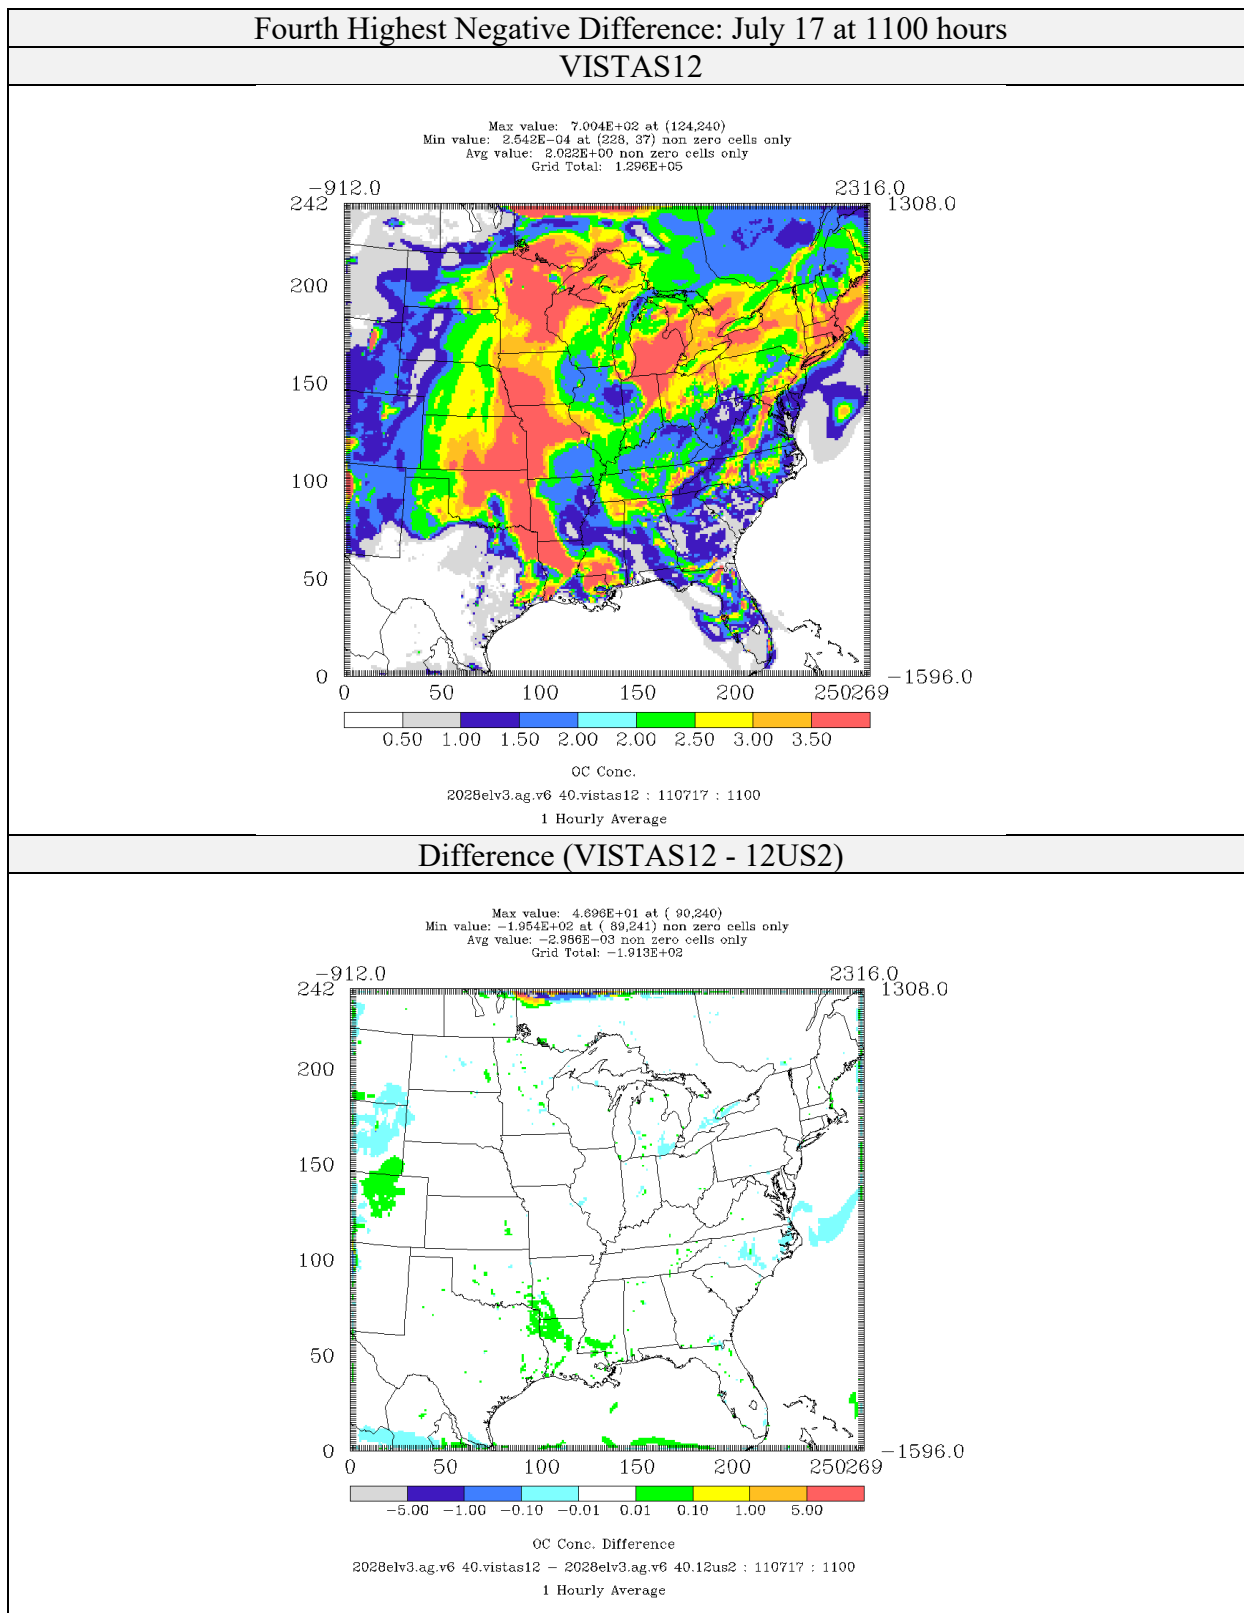 Fourth Highest Negative Difference: July 17 at 1100 hours
VISTAS12
Max value: 7.004E+02 at (124,240)
Min value: 2.542E-04 at (228, 37) non zero cells only
Avg value: 2.022E+00 non zero cells only
Grid Total: 1.296E+05
-912.0 2316.0
242 1308.0
200
150
100
50
0 -1596.0
0 50 100 150 200 250269
0.50 1.00 1.50 2.00 2.00 2.50 3.00 3.50
OC Conc.
2028elv3.ag.v6 40.vistas12 : 110717 : 1100
1 Hourly Average
Difference (VISTAS12 - 12US2)
Max value: 4.696E+01 at ( 90,240)
Min value: -1.954E+02 at ( 89,241) non zero cells only
Avg value: -2.986E-03 non zero cells only
Grid Total: -1.913E+02
-912.0 2316.0
242 1308.0
200
150
100
50
0 -1596.0
0 50 100 150 200 250269
-5.00 -1.00 -0.10 -0.01 0.01 0.10 1.00 5.00
OC Conc. Difference
2028elv3.ag.v6 40.vistas12 - 2028elv3.ag.v6 40.12us2 : 110717 : 1100
1 Hourly Average